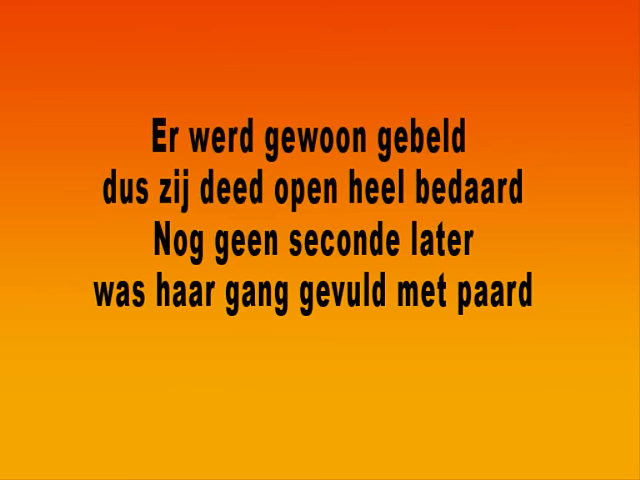 Er werd gewoon gebeld
dus zij deed open heel bedaard
Nog geen seconde later
was haar gang gevuld met paard